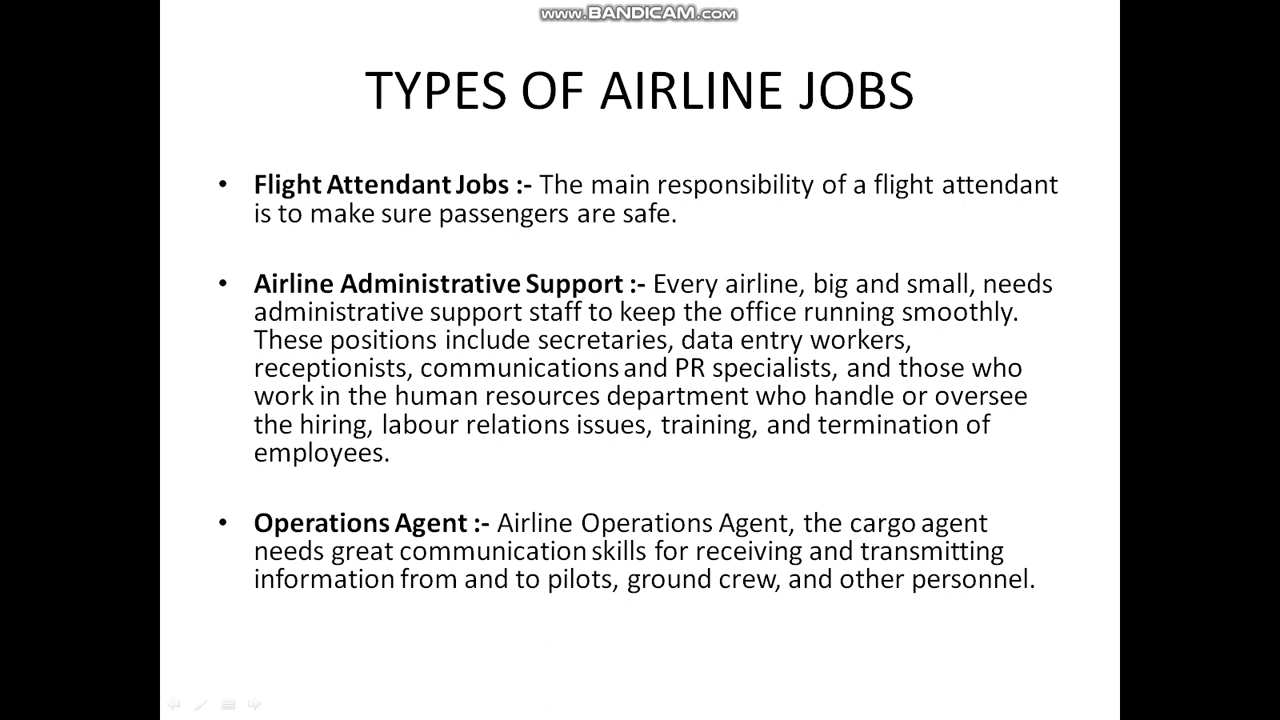 www.BANDICAM.com
TYPES OF AIRLINE JOBS
• Flight Attendant Jobs :- The main responsibility of a flight attendant
is to make sure passengers are safe.
• Airline Administrative Support :- Every airline, big and small, needs
administrative support staff to keep the office running smoothly.
These positions include secretaries, data entry workers,
receptionists, communications and PR specialists, and those who
work in the human resources department who handle or oversee
the hiring, labour relations issues, training, and termination of
employees.
• Operations Agent :- Airline Operations Agent, the cargo agent
needs great communication skills for receiving and transmitting
information from and to pilots, ground crew, and other personnel.